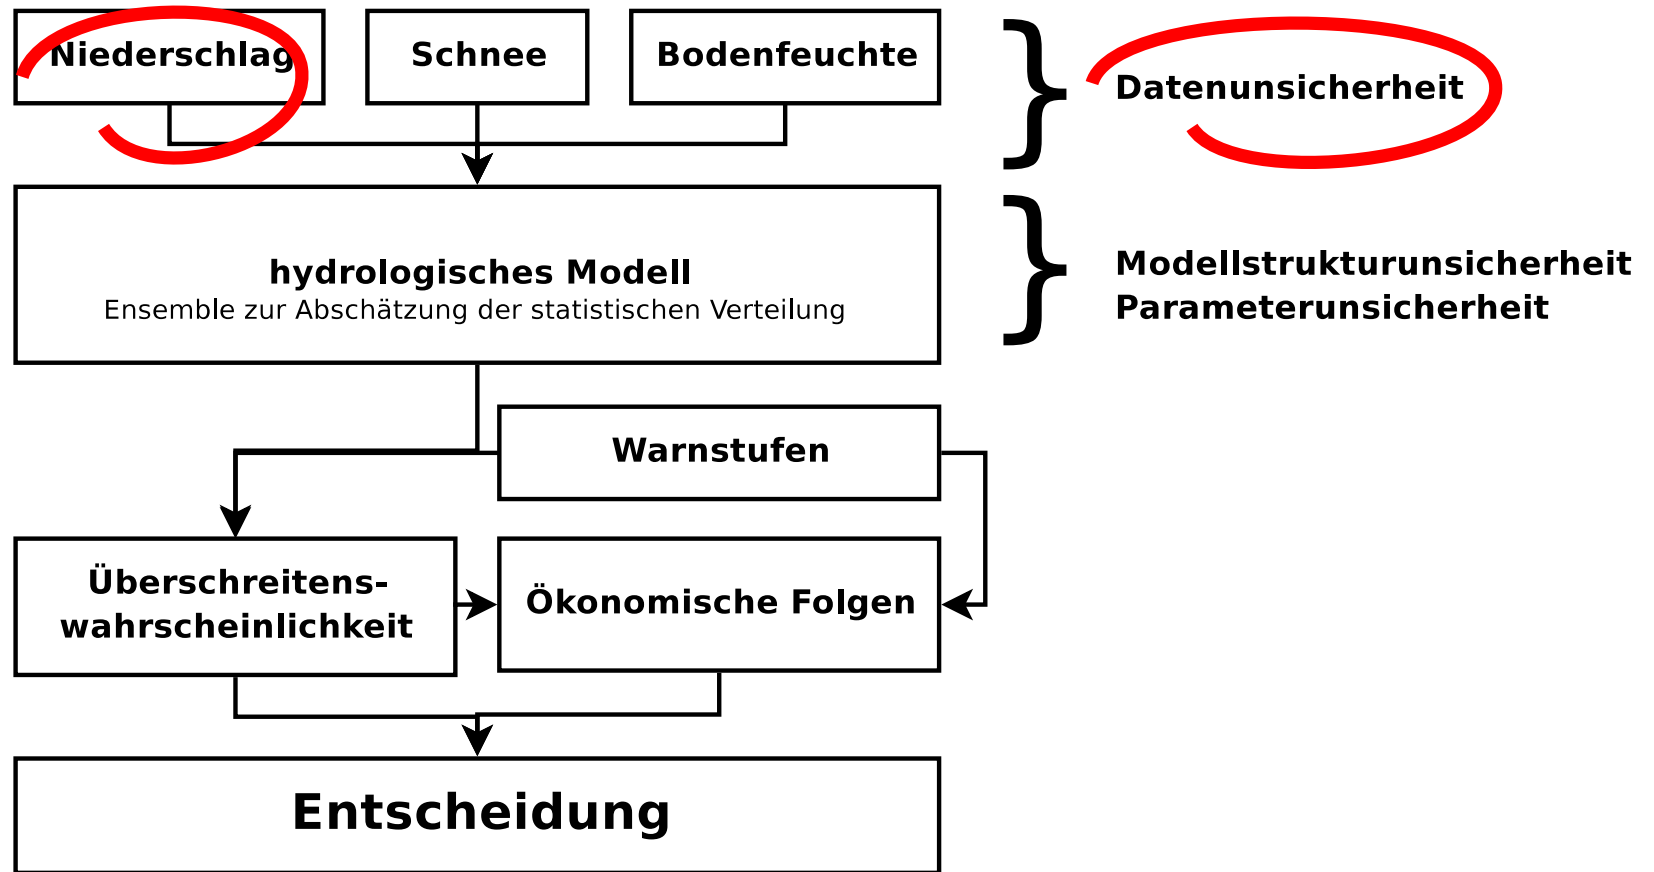 Niederschlag
Schnee
Bodenfeuchte
Datenunsicherheit
hydrologisches Modell
Ensemble zur Abschätzung der statistischen Verteilung
Modellstrukturunsicherheit
Parameterunsicherheit
Warnstufen
Überschreitens-
wahrscheinlichkeit
Ökonomische Folgen
Entscheidung